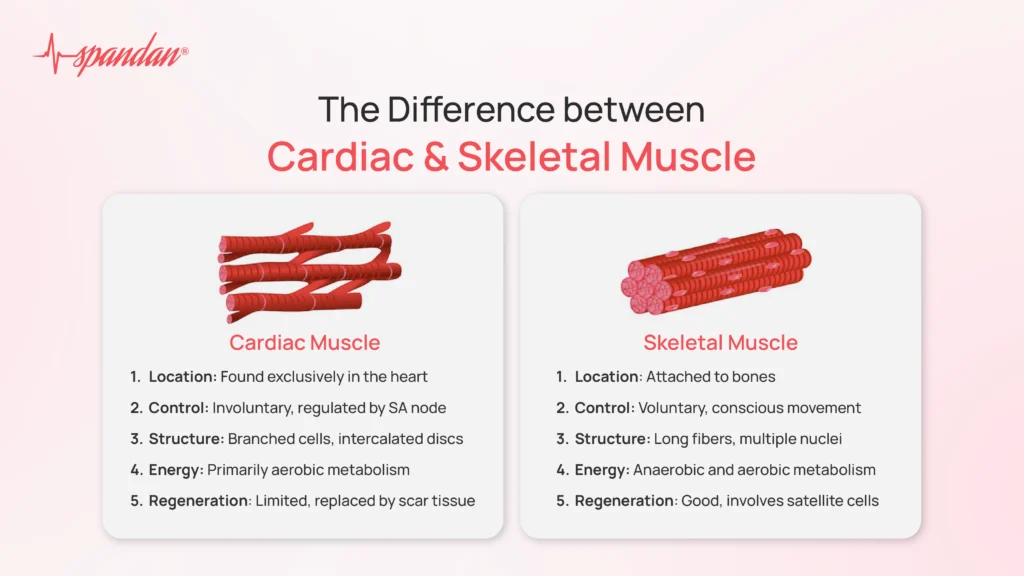 spandan®
The Difference between
Cardiac & Skeletal Muscle
Cardiac Muscle
1. Location: Found exclusively in the heart
2. Control: Involuntary, regulated by SA node
3. Structure: Branched cells, intercalated discs
4. Energy: Primarily aerobic metabolism
5. Regeneration: Limited, replaced by scar tissue
Skeletal Muscle
1. Location: Attached to bones
2. Control: Voluntary, conscious movement
3. Structure: Long fibers, multiple nuclei
4. Energy: Anaerobic and aerobic metabolism
5. Regeneration: Good, involves satellite cells